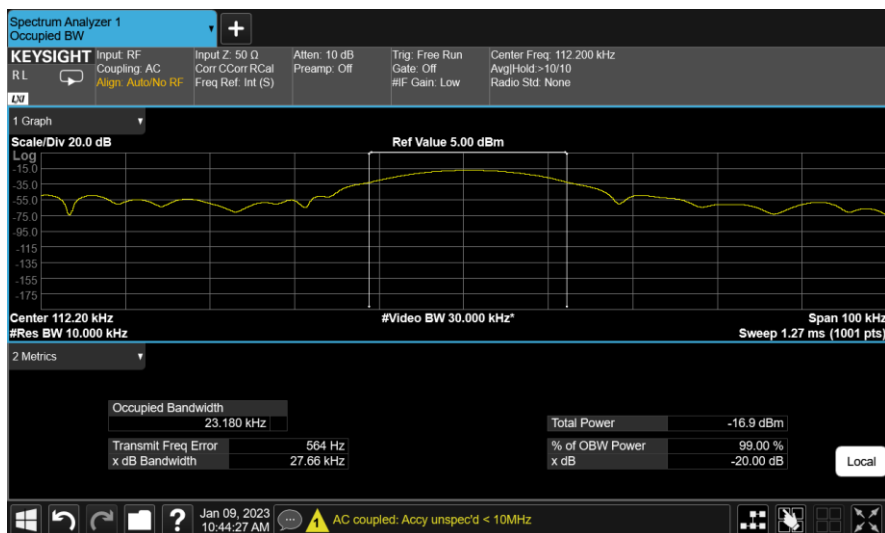 Spectrum Analyzer 1
Occupied BW
+
KEYSIGHT
RL
LXI
Input: RF
Coupling: AC
Align: Auto/No RF
Input Z: 50 Ω
Corr CCorr RCal
Freq Ref: Int (S)
Atten: 10 dB
Preamp: Off
Trig: Free Run
Gate: Off
#IF Gain: Low
Center Freq: 112.200 kHz
Avg|Hold:>10/10
Radio Std: None
1 Graph
Scale/Div 20.0 dB
Ref Value 5.00 dBm
Log
-15.0
-35.0
-55.0
-75.0
-95.0
-115
-135
-155
-175
Center 112.20 kHz
#Video BW 30.000 kHz*
Span 100 kHz
#Res BW 10.000 kHz
Sweep 1.27 ms (1001 pts)
2 Metrics
Occupied Bandwidth
23.180 kHz
Total Power -16.9 dBm
Transmit Freq Error 564 Hz
% of OBW Power 99.00 %
x dB Bandwidth 27.66 kHz
x dB -20.00 dB
Local
?
Jan 09, 2023
10:44:27 AM
1
AC coupled: Accy unspec'd < 10MHz